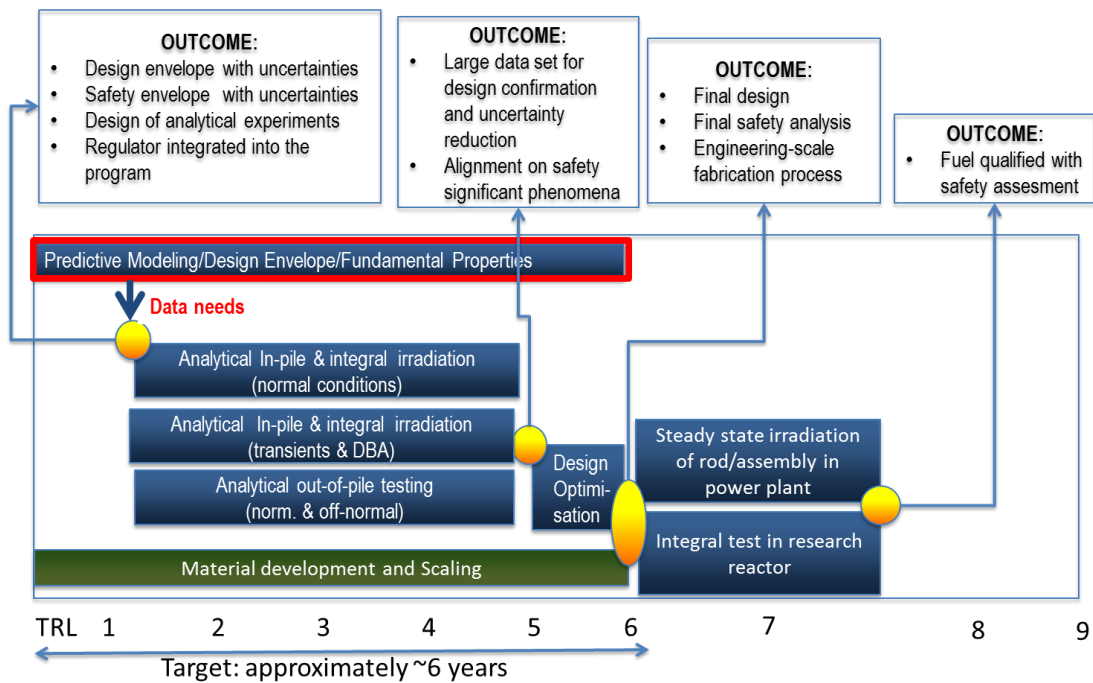 OUTCOME:
• Design envelope with uncertainties
• Safety envelope with uncertainties
• Design of analytical experiments
• Regulator integrated into the
program
OUTCOME:
• Large data set for
design confirmation
and uncertainty
reduction
• Alignment on safety
significant phenomena
OUTCOME:
• Final design
• Final safety analysis
• Engineering-scale
fabrication process
OUTCOME:
• Fuel qualified with
safety assesment
Predictive Modeling/Design Envelope/Fundamental Properties
Data needs
Analytical In-pile & integral irradiation
(normal conditions)
Analytical In-pile & integral irradiation
(transients & DBA)
Analytical out-of-pile testing
(norm. & off-normal)
Design
Optimi-
sation
Steady state irradiation
of rod/assembly in
power plant
Integral test in research
reactor
Material development and Scaling
TRL 1 2 3 4 5 6 7 8 9
Target: approximately ~6 years